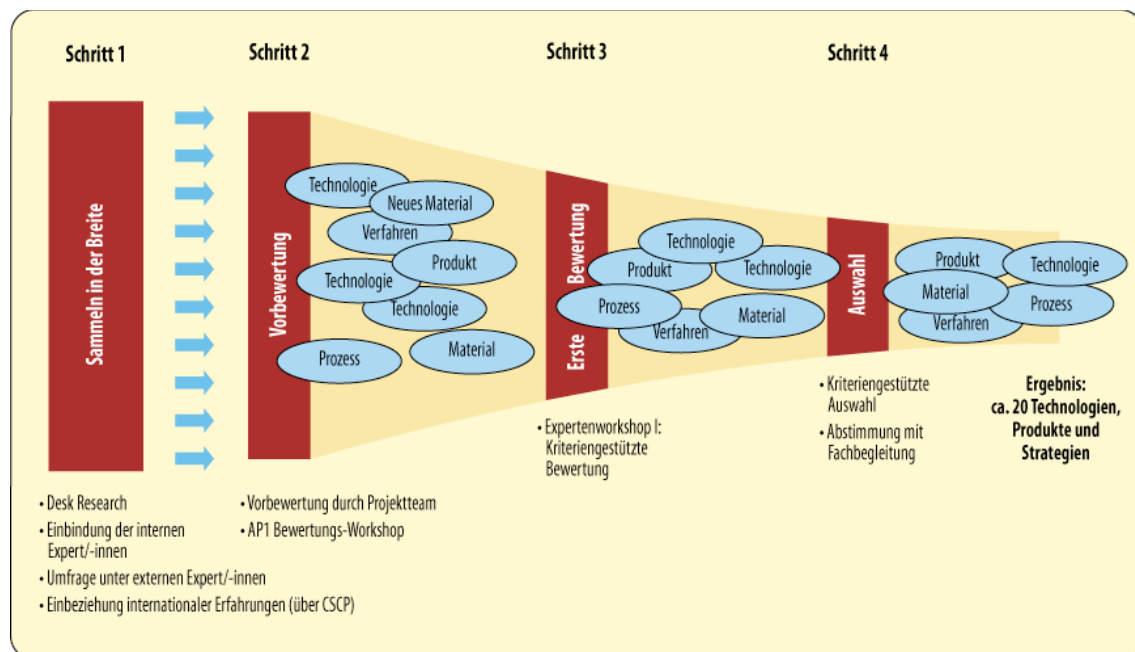 Schritt 1
Schritt 2
Schritt 3
Schritt 4
Sammeln in der Breite
Vorbewertung
Technologie
Neues Material
Verfahren
Produkt
Technologie
Technologie
Prozess
Material
Erste Bewertung
Technologie
Produkt
Technologie
Prozess
Material
Verfahren
Auswahl
Produkt
Technologie
Material
Prozess
Verfahren
• Desk Research
• Einbindung der internen
Expert/-innen
• Umfrage unter externen Expert/-innen
• Einbeziehung internationaler Erfahrungen (über CSCP)
• Vorbewertung durch Projektteam
• AP1 Bewertungs-Workshop
• Expertenworkshop I:
Kriteriengestützte
Bewertung
• Kriteriengestützte
Auswahl
• Abstimmung mit
Fachbegleitung
Ergebnis:
ca. 20 Technologien,
Produkte und
Strategien